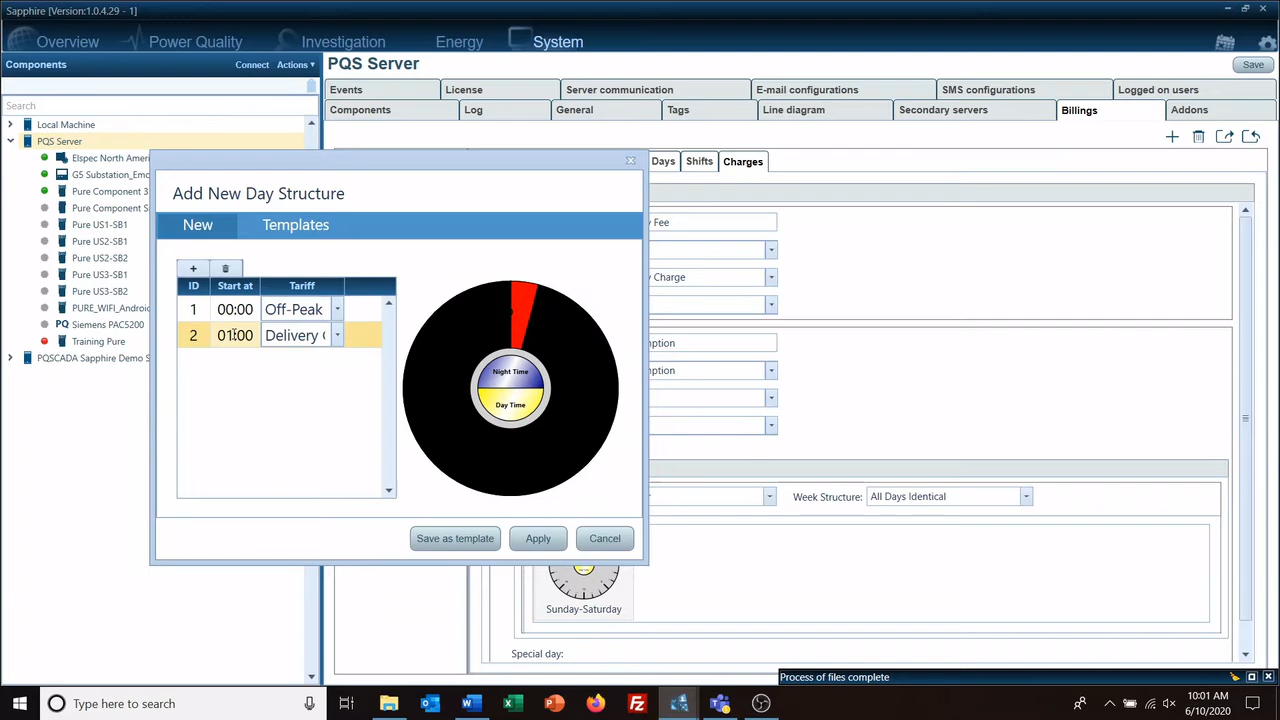 Sapphire [Version:1.0.4.29 - 1]
Overview
Power Quality
Investigation
Energy
System
Components
Connect
Actions
Search
Local Machine
PQS Server
Elspec North Ameri
G5 Substation_Emo
Pure Component 3
Pure Component S
Pure US1-SB1
Pure US2-SB1
Pure US2-SB2
Pure US3-SB1
Pure US3-SB2
PURE_WIFI_Androi
PQ Siemens PAC5200
Training Pure
PQSCADA Sapphire Demo S
PQS Server
Save
Events
License
Server communication
E-mail configurations
SMS configurations
Logged on users
Components
Log
General
Tags
Line diagram
Secondary servers
Billings
Addons
Days
Shifts
Charges
Fee
Charge
Week Structure:
All Days Identical
Sunday-Saturday
Special day:
Add New Day Structure
New
Templates
+
ID
Start at
Tariff
1
00:00
Off-Peak
2
01:00
Delivery
Night Time
Day Time
Save as template
Apply
Cancel
Process of files complete
Type here to search
10:01 AM
6/10/2020